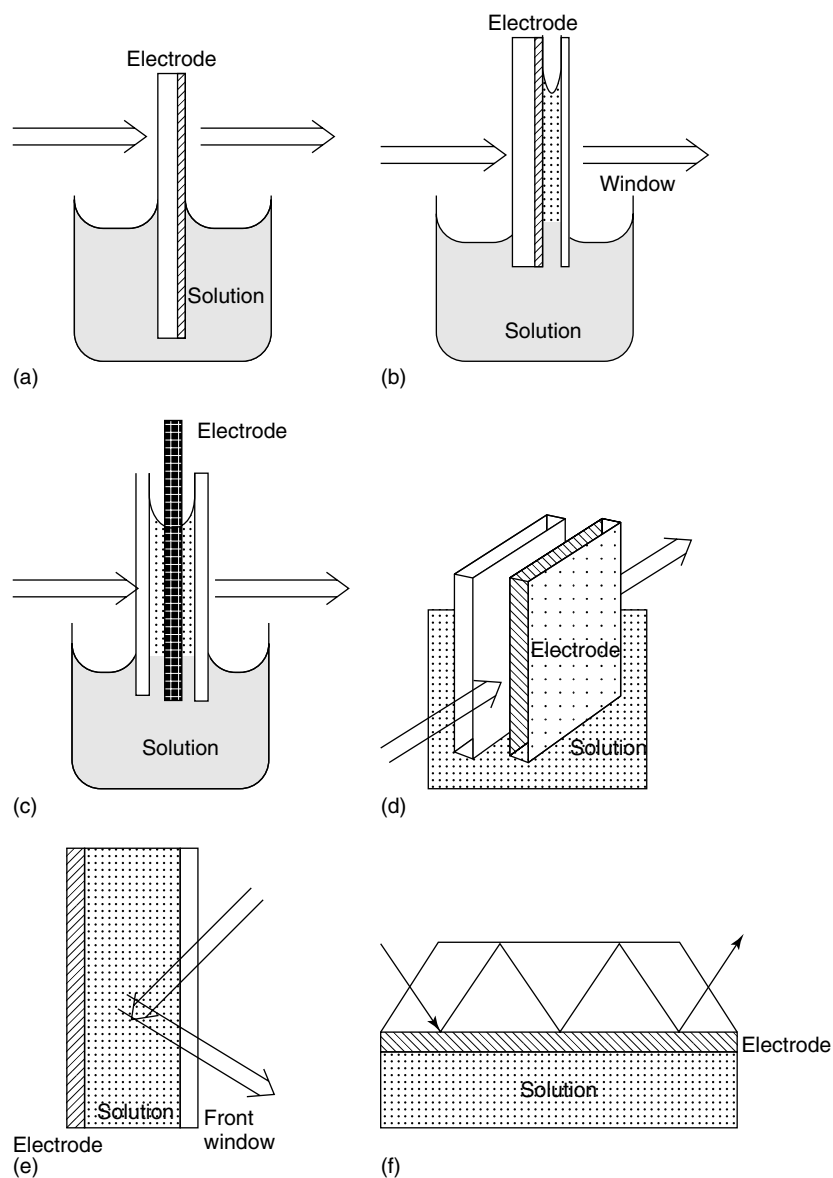 Electrode
Solution
(a)
Electrode
Window
Solution
(b)
Electrode
Solution
(c)
Electrode
Solution
(d)
Solution
Front
window
Electrode
(e)
Electrode
Solution
(f)